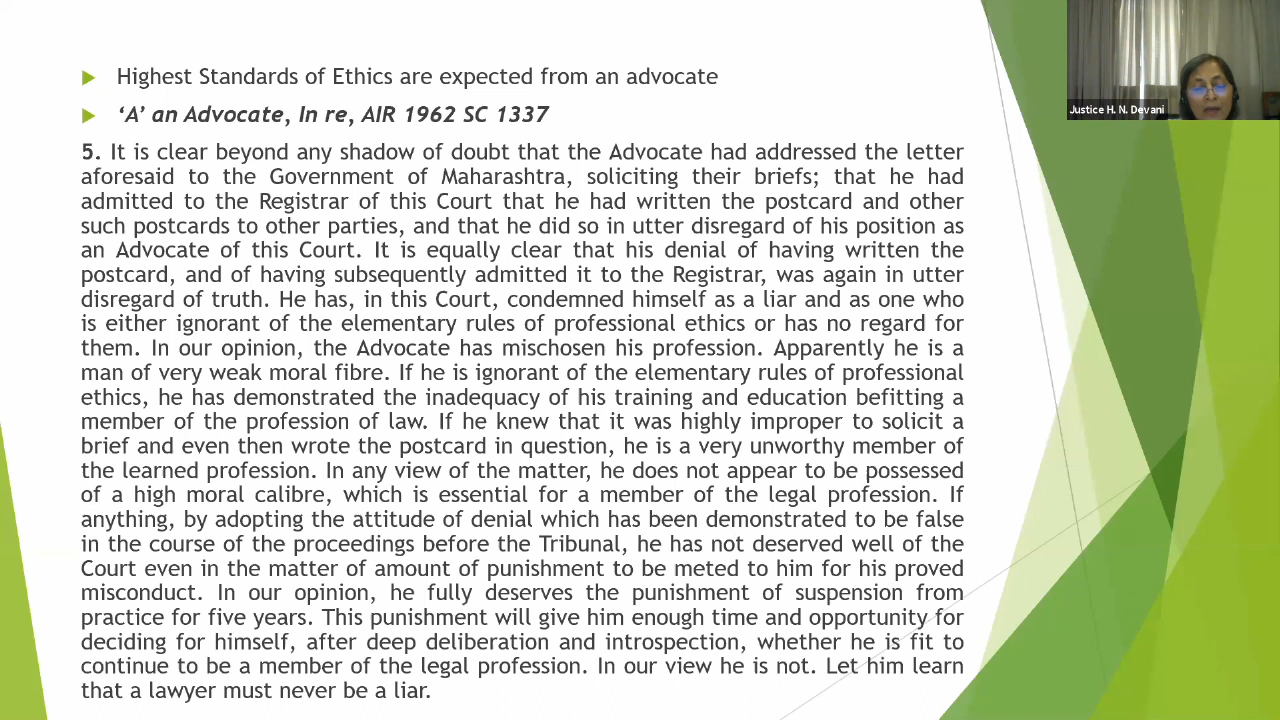 Highest Standards of Ethics are expected from an advocate
‘A’ an Advocate, In re, AIR 1962 SC 1337
5. It is clear beyond any shadow of doubt that the Advocate had addressed the letter
aforesaid to the Government of Maharashtra, soliciting their briefs; that he had
admitted to the Registrar of this Court that he had written the postcard and other
such postcards to other parties, and that he did so in utter disregard of his position as
an Advocate of this Court. It is equally clear that his denial of having written the
postcard, and of having subsequently admitted it to the Registrar, was again in utter
disregard of truth. He has, in this Court, condemned himself as a liar and as one who
is either ignorant of the elementary rules of professional ethics or has no regard for
them. In our opinion, the Advocate has mischosen his profession. Apparently he is a
man of very weak moral fibre. If he is ignorant of the elementary rules of professional
ethics, he has demonstrated the inadequacy of his training and education befitting a
member of the profession of law. If he knew that it was highly improper to solicit a
brief and even then wrote the postcard in question, he is a very unworthy member of
the learned profession. In any view of the matter, he does not appear to be possessed
of a high moral calibre, which is essential for a member of the legal profession. If
anything, by adopting the attitude of denial which has been demonstrated to be false
in the course of the proceedings before the Tribunal, he has not deserved well of the
Court even in the matter of amount of punishment to be meted to him for his proved
misconduct. In our opinion, he fully deserves the punishment of suspension from
practice for five years. This punishment will give him enough time and opportunity for
deciding for himself, after deep deliberation and introspection, whether he is fit to
continue to be a member of the legal profession. In our view he is not. Let him learn
that a lawyer must never be a liar.
Justice H. N. Devani